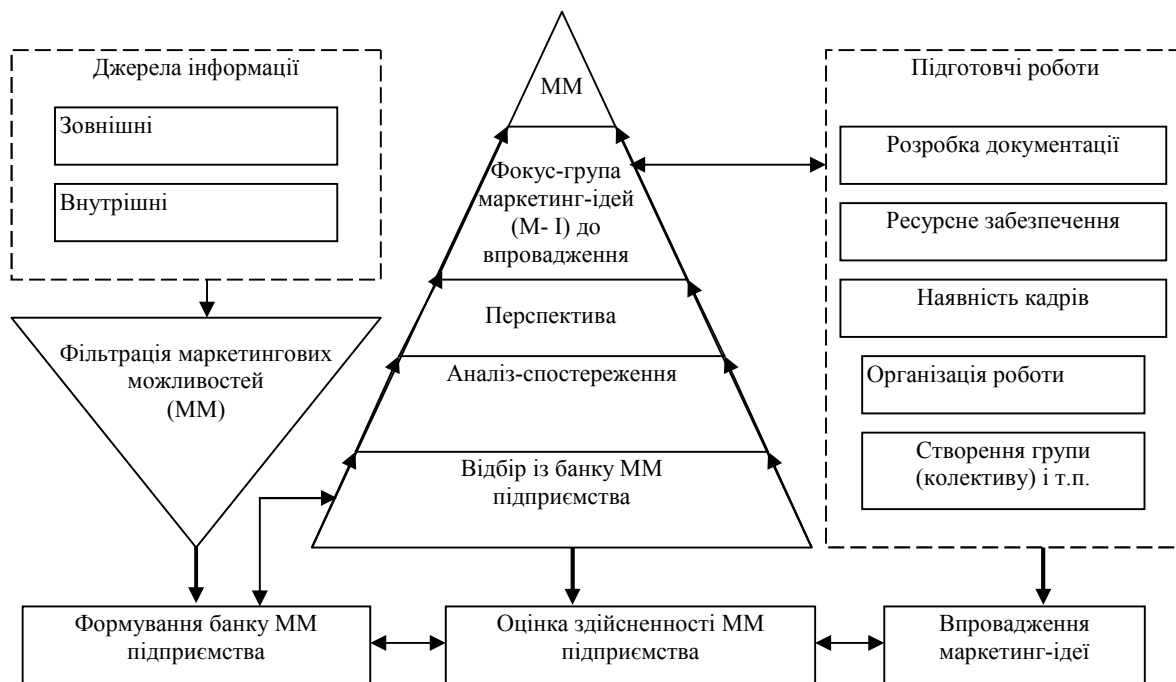 Джерела інформації
Зовнішні
Внутрішні
Фільтрація маркетингових
можливостей
(ММ)
ММ
Фокус-група
маркетинг-ідей
(М- І) до
впровадження
Перспектива
Аналіз-спостереження
Відбір із банку ММ
підприємства
Підготовчі роботи
Розробка документації
Ресурсне забезпечення
Наявність кадрів
Організація роботи
Створення групи
(колективу) і т.п.
Формування банку ММ
підприємства
Оцінка здійсненності ММ
підприємства
Впровадження
маркетинг-ідеї